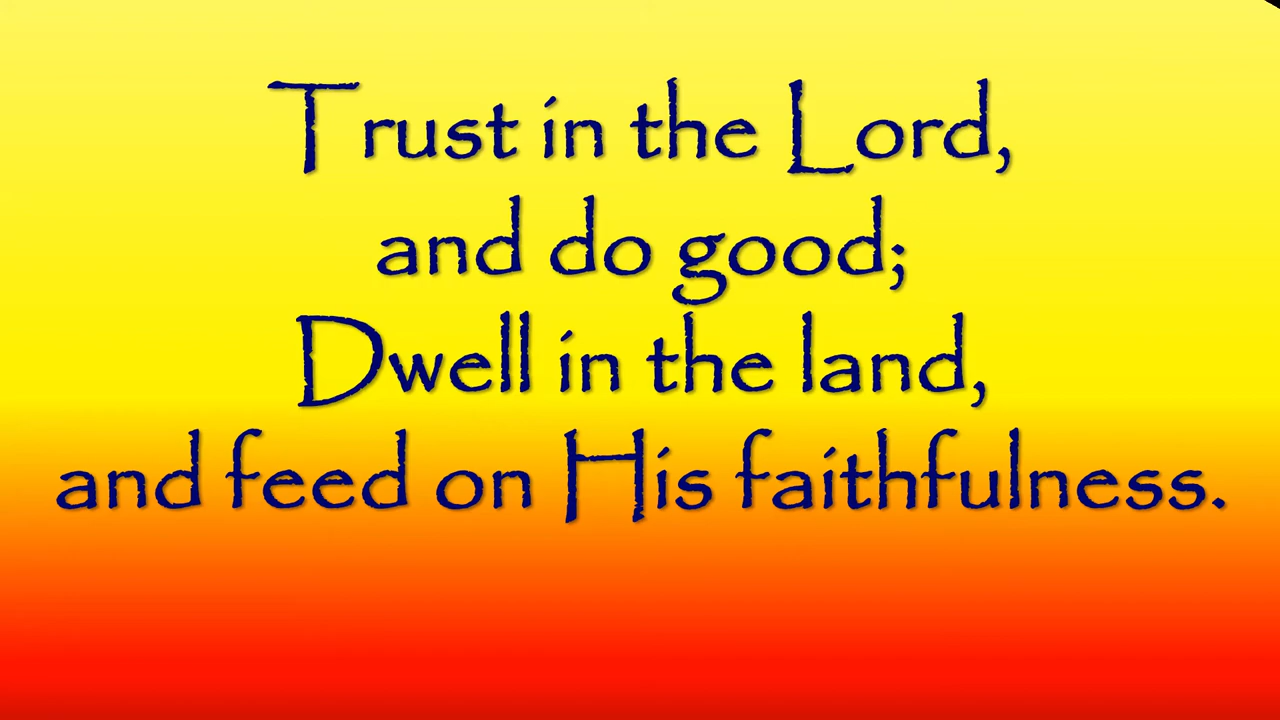 Trust in the Lord,
and do good;
Dwell in the land,
and feed on His faithfulness.